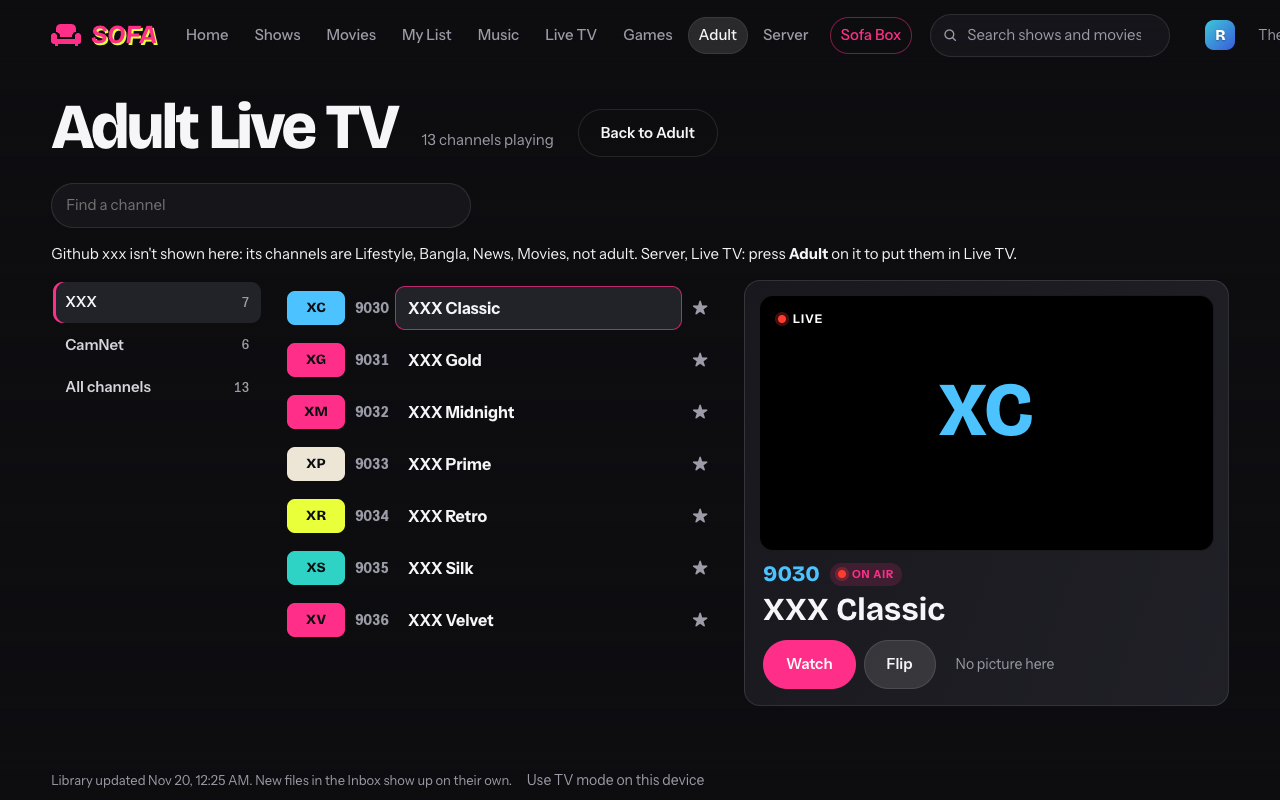 SOFA Home Shows Movies My List Music Live TV Games Adult Server Sofa Box Search shows and movies R The
Adult Live TV 13 channels playing Back to Adult
Find a channel
Github xxx isn't shown here: its channels are Lifestyle, Bangla, News, Movies, not adult. Server, Live TV: press Adult on it to put them in Live TV.
XXX 7
CamNet 6
All channels 13
XC 9030 XXX Classic
XG 9031 XXX Gold
XM 9032 XXX Midnight
XP 9033 XXX Prime
XR 9034 XXX Retro
XS 9035 XXX Silk
XV 9036 XXX Velvet
LIVE
XC
9030 ON AIR
XXX Classic
Watch Flip No picture here
Library updated Nov 20, 12:25 AM. New files in the Inbox show up on their own. Use TV mode on this device